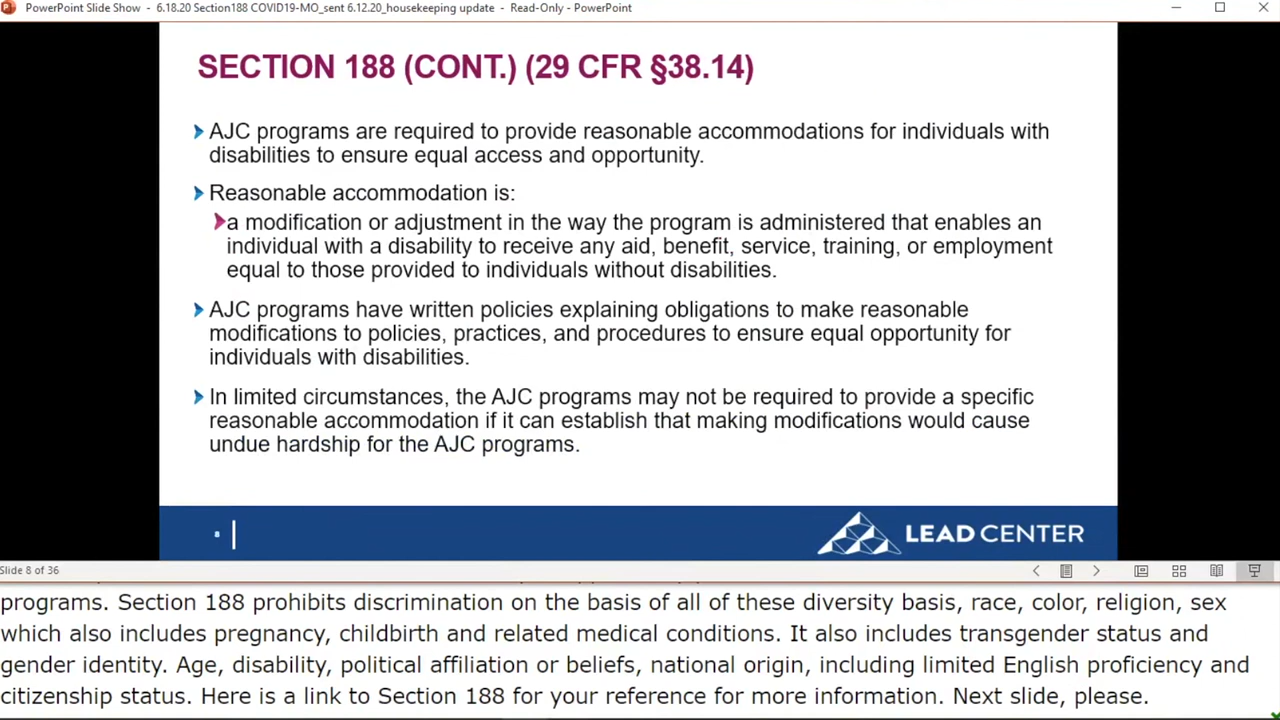 PowerPoint Slide Show - 6.18.20 Section188 COVID19-MO_sent 6.12.20_housekeeping update - Read-Only - PowerPoint
SECTION 188 (CONT.) (29 CFR §38.14)
AJC programs are required to provide reasonable accommodations for individuals with
disabilities to ensure equal access and opportunity.
Reasonable accommodation is:
a modification or adjustment in the way the program is administered that enables an
individual with a disability to receive any aid, benefit, service, training, or employment
equal to those provided to individuals without disabilities.
AJC programs have written policies explaining obligations to make reasonable
modifications to policies, practices, and procedures to ensure equal opportunity for
individuals with disabilities.
In limited circumstances, the AJC programs may not be required to provide a specific
reasonable accommodation if it can establish that making modifications would cause
undue hardship for the AJC programs.
8
LEAD CENTER
Slide 8 of 36
programs. Section 188 prohibits discrimination on the basis of all of these diversity basis, race, color, religion, sex
which also includes pregnancy, childbirth and related medical conditions. It also includes transgender status and
gender identity. Age, disability, political affiliation or beliefs, national origin, including limited English proficiency and
citizenship status. Here is a link to Section 188 for your reference for more information. Next slide, please.